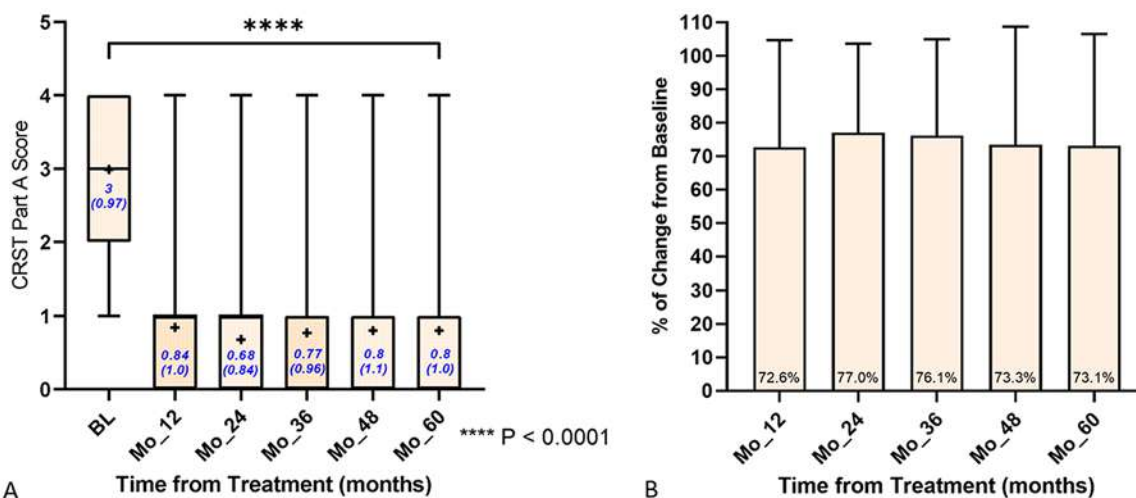 ****
CRST Part A Score
5
4
3
2
1
0
3
(0.97)
0.84
(1.0)
0.68
(0.84)
0.77
(0.96)
0.8
(1.1)
0.8
(1.0)
BL
Mo_12
Mo_24
Mo_36
Mo_48
Mo_60
**** P < 0.0001
Time from Treatment (months)
A
% of Change from Baseline
110
100
90
80
70
60
50
40
30
20
10
0
72.6%
77.0%
76.1%
73.3%
73.1%
Mo_12
Mo_24
Mo_36
Mo_48
Mo_60
Time from Treatment (months)
B